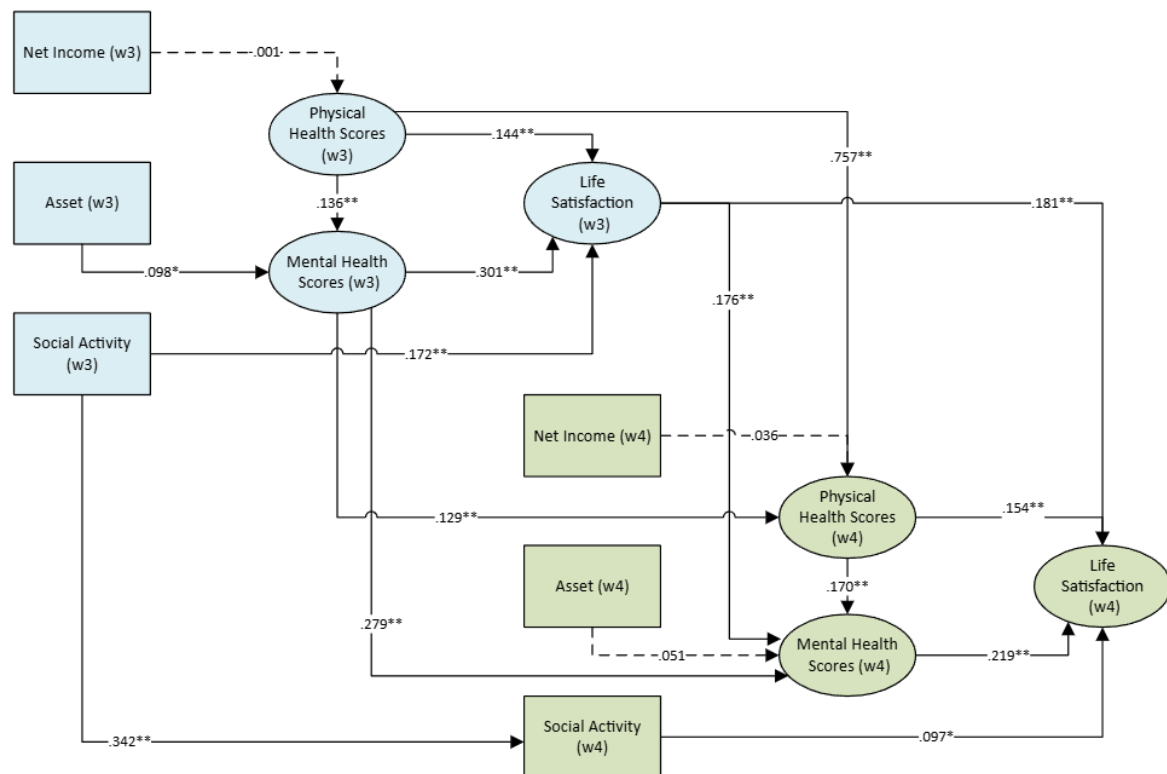 Net Income (w3)
-.001
Physical
Health Scores
(w3)
.144**
.757**
Asset (w3)
Life
Satisfaction
(w3)
.136**
.181**
.098*
Mental Health
Scores (w3)
.301**
.176**
Social Activity
(w3)
.172**
Net Income (w4)
.036
Physical
Health Scores
(w4)
.129**
.154**
Asset (w4)
Life
Satisfaction
(w4)
.170**
.279**
.051
Mental Health
Scores (w4)
.219**
Social Activity
(w4)
.342**
.097*